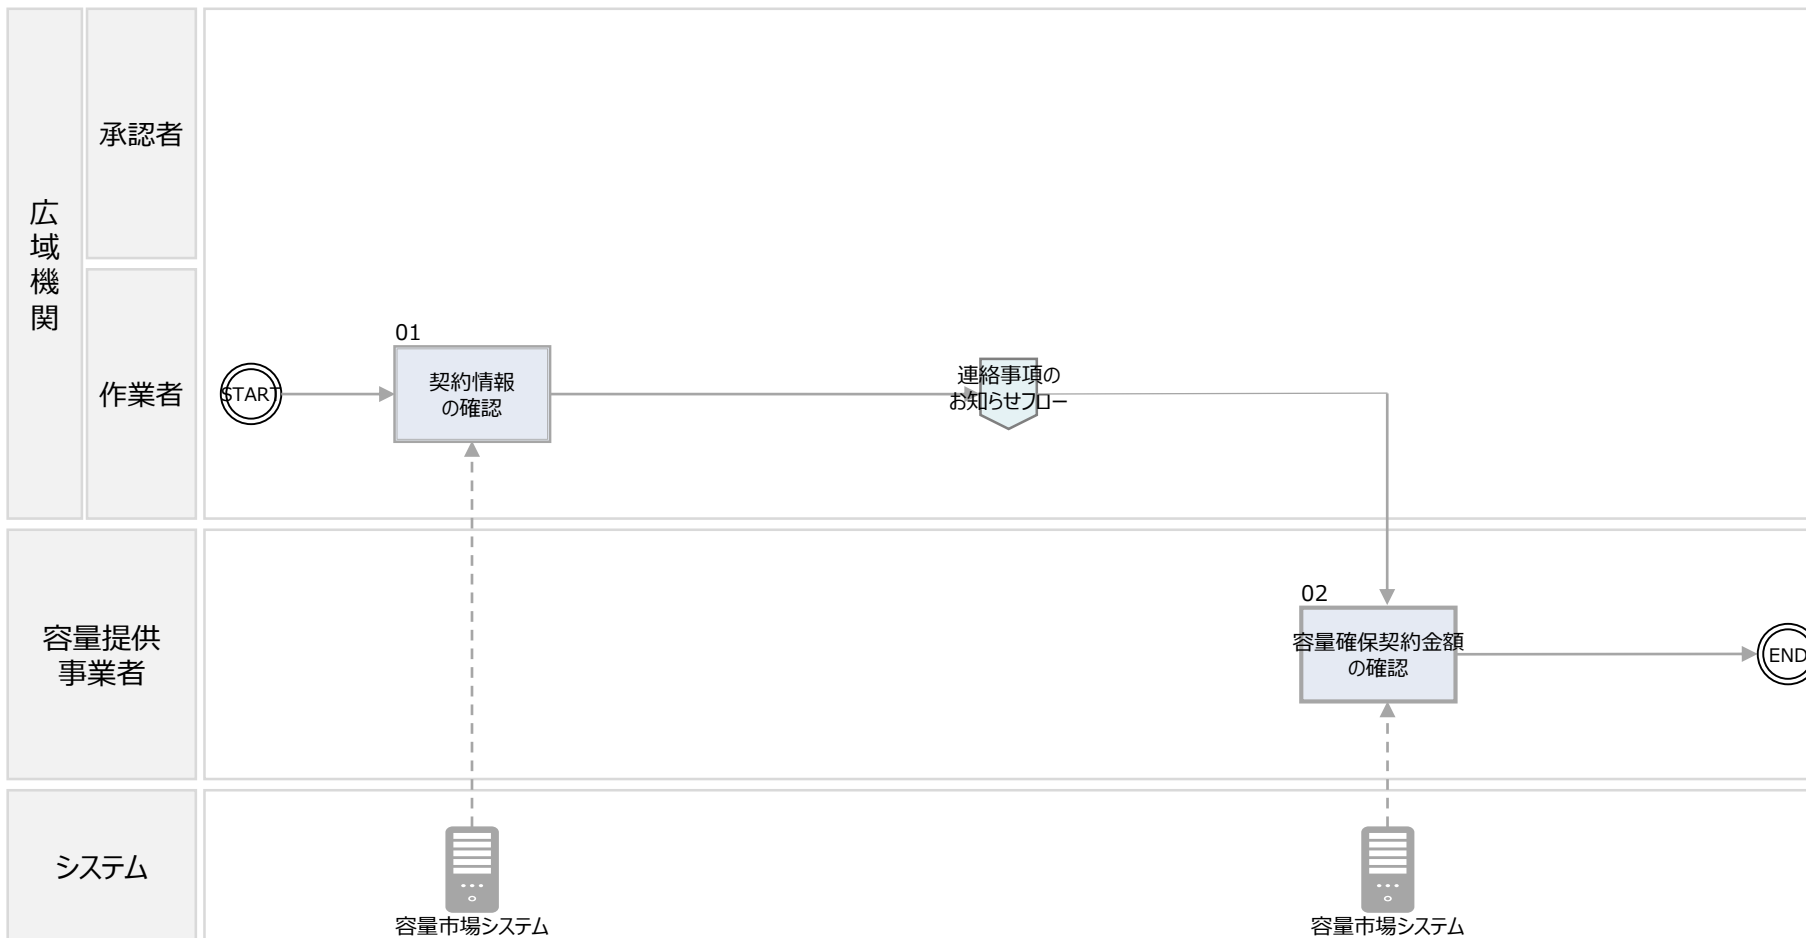 広域機関
承認者
作業者
START
01
契約情報
の確認
連絡事項の
お知らせフロー
容量提供
事業者
02
容量確保契約金額
の確認
END
システム
容量市場システム
容量市場システム